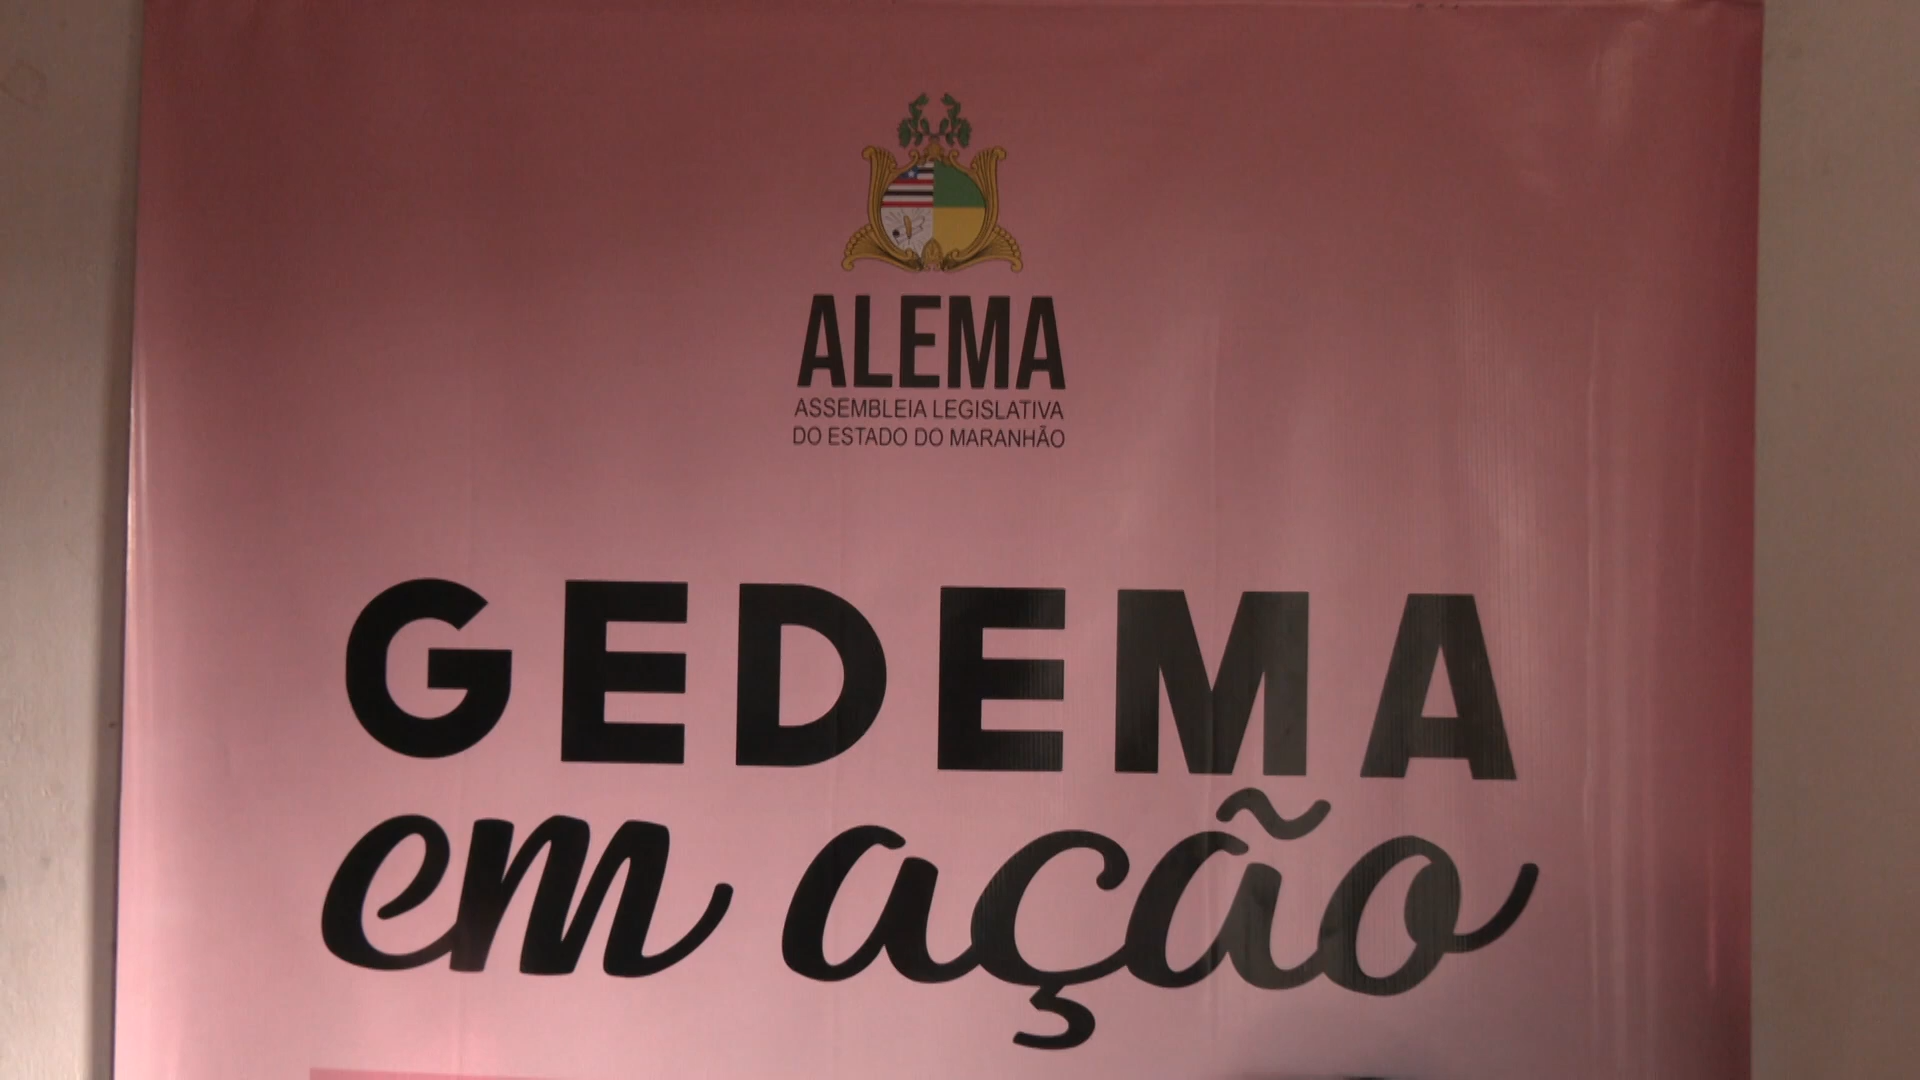 ALEMA
ASSEMBLEIA LEGISLATIVA
DO ESTADO DO MARANHÃO
GEDEMA
em ação